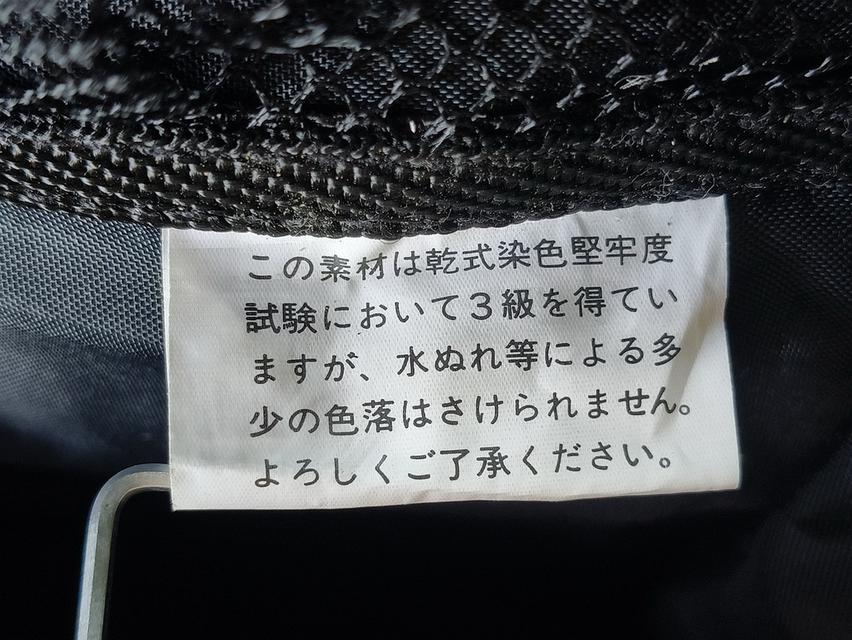 この素材は乾式染色堅牢度
試験において3級を得てい
ますが、水ぬれ等による多
少の色落はさけられません。
よろしくご了承ください。